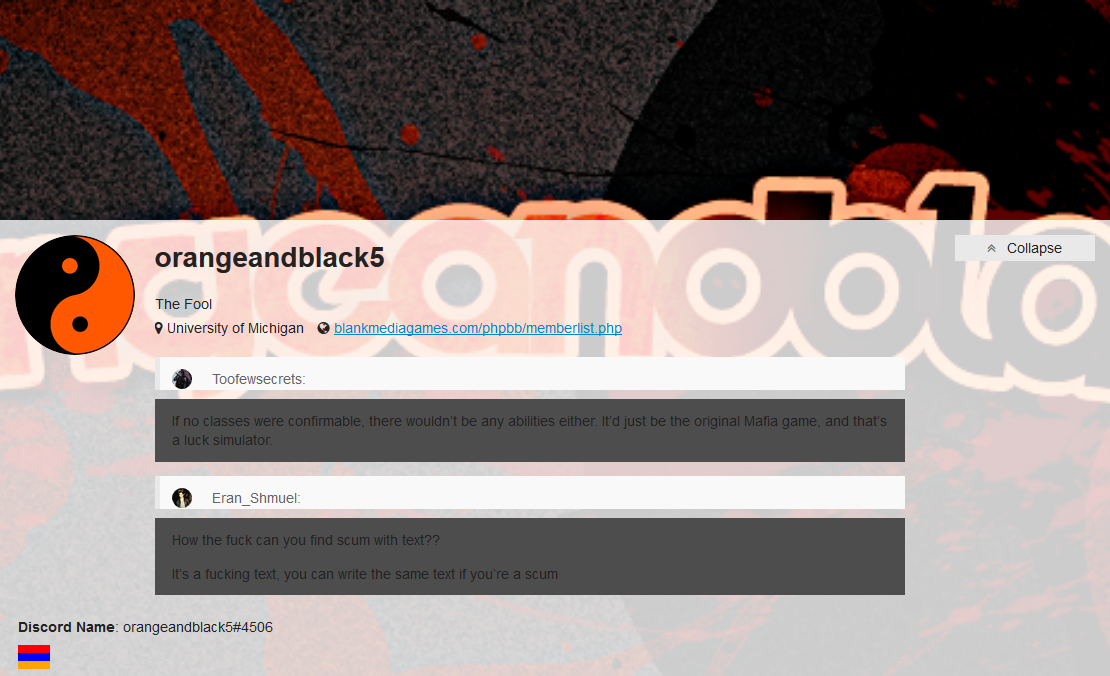 orangeandblack5
Collapse
The Fool
University of Michigan blankmediagames.com/phpbb/memberlist.php
Toofewsecrets:
If no classes were confirmable, there wouldn't be any abilities either. It'd just be the original Mafia game, and that's
a luck simulator.
Eran_Shmuel:
How the fuck can you find scum with text??
It's a fucking text, you can write the same text if you're a scum
Discord Name: orangeandblack5#4506